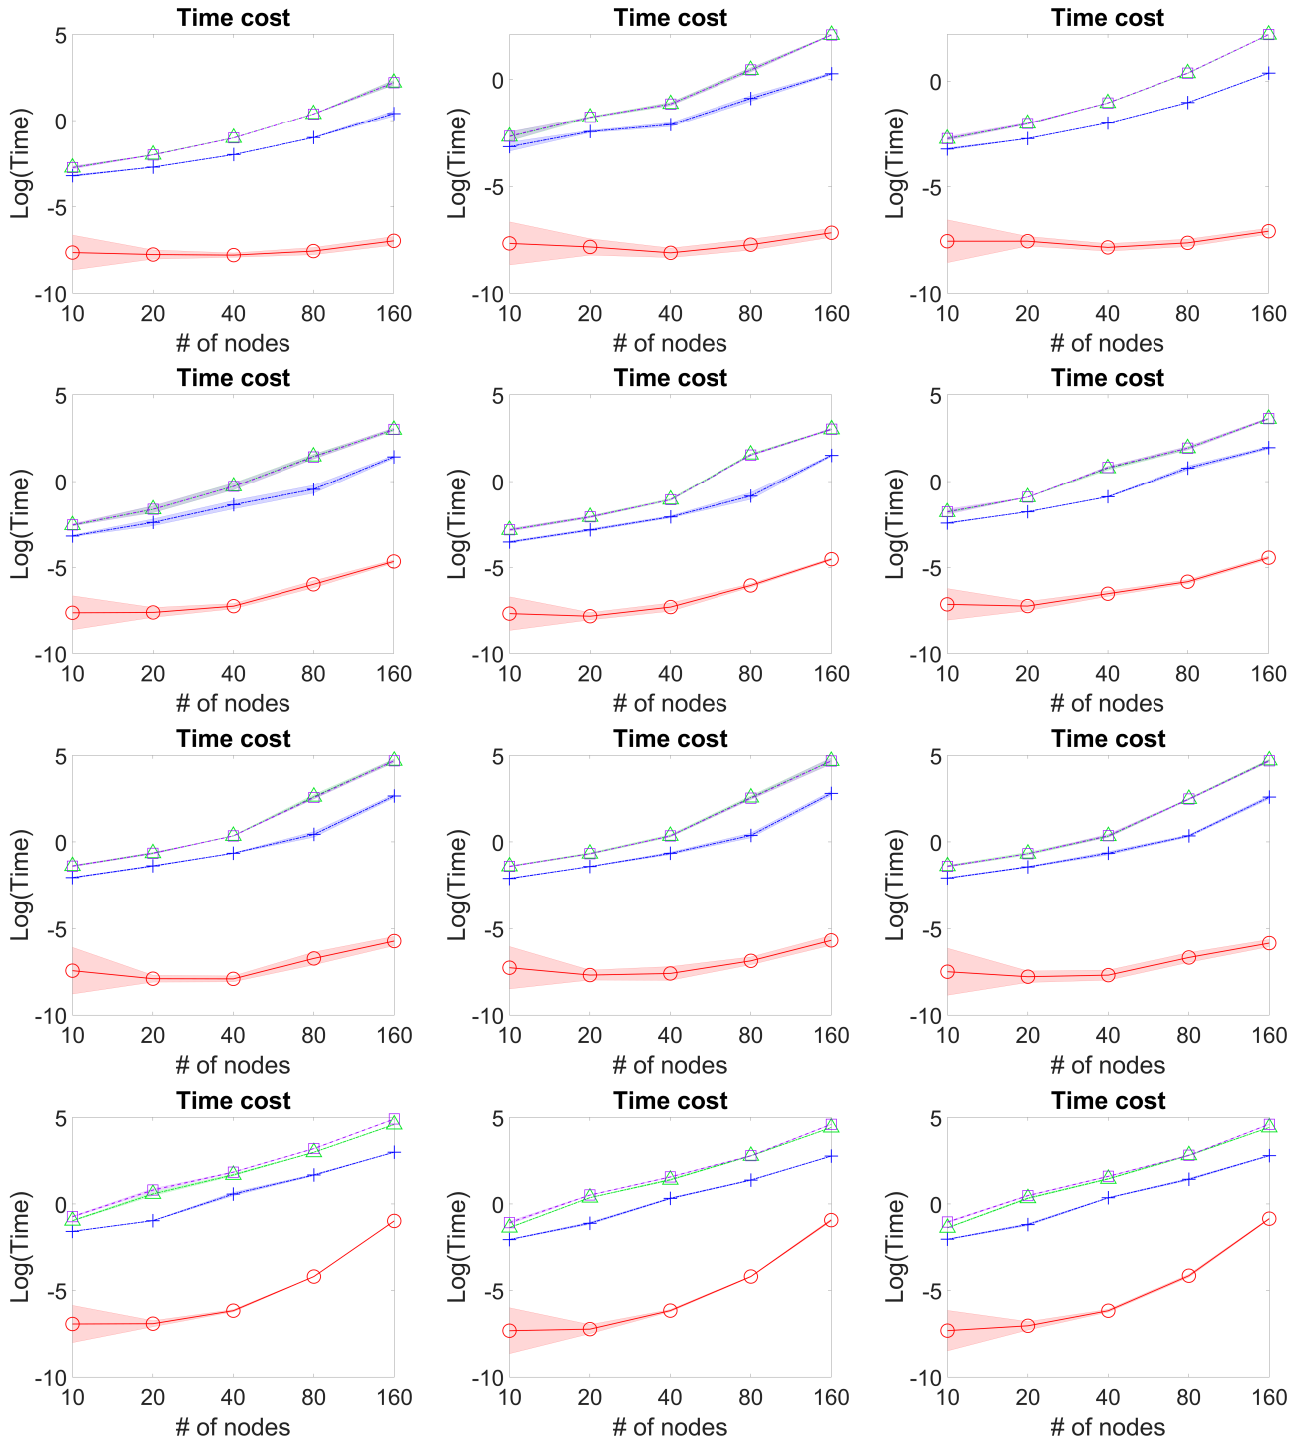 Time cost Time cost Time cost
5
0 0 0
-5 -5 -5
-10 -10 -10
Log(Time) Log(Time) Log(Time)
10 20 40 80 160 10 20 40 80 160 10 20 40 80 160
# of nodes # of nodes # of nodes
Time cost Time cost Time cost
5 5 5
0 0 0
-5 -5 -5
-10 -10 -10
Log(Time) Log(Time) Log(Time)
10 20 40 80 160 10 20 40 80 160 10 20 40 80 160
# of nodes # of nodes # of nodes
Time cost Time cost Time cost
5 5 5
0 0 0
-5 -5 -5
-10 -10 -10
Log(Time) Log(Time) Log(Time)
10 20 40 80 160 10 20 40 80 160 10 20 40 80 160
# of nodes # of nodes # of nodes
Time cost Time cost Time cost
5 5 5
0 0 0
-5 -5 -5
-10 -10 -10
Log(Time) Log(Time) Log(Time)
10 20 40 80 160 10 20 40 80 160 10 20 40 80 160
# of nodes # of nodes # of nodes